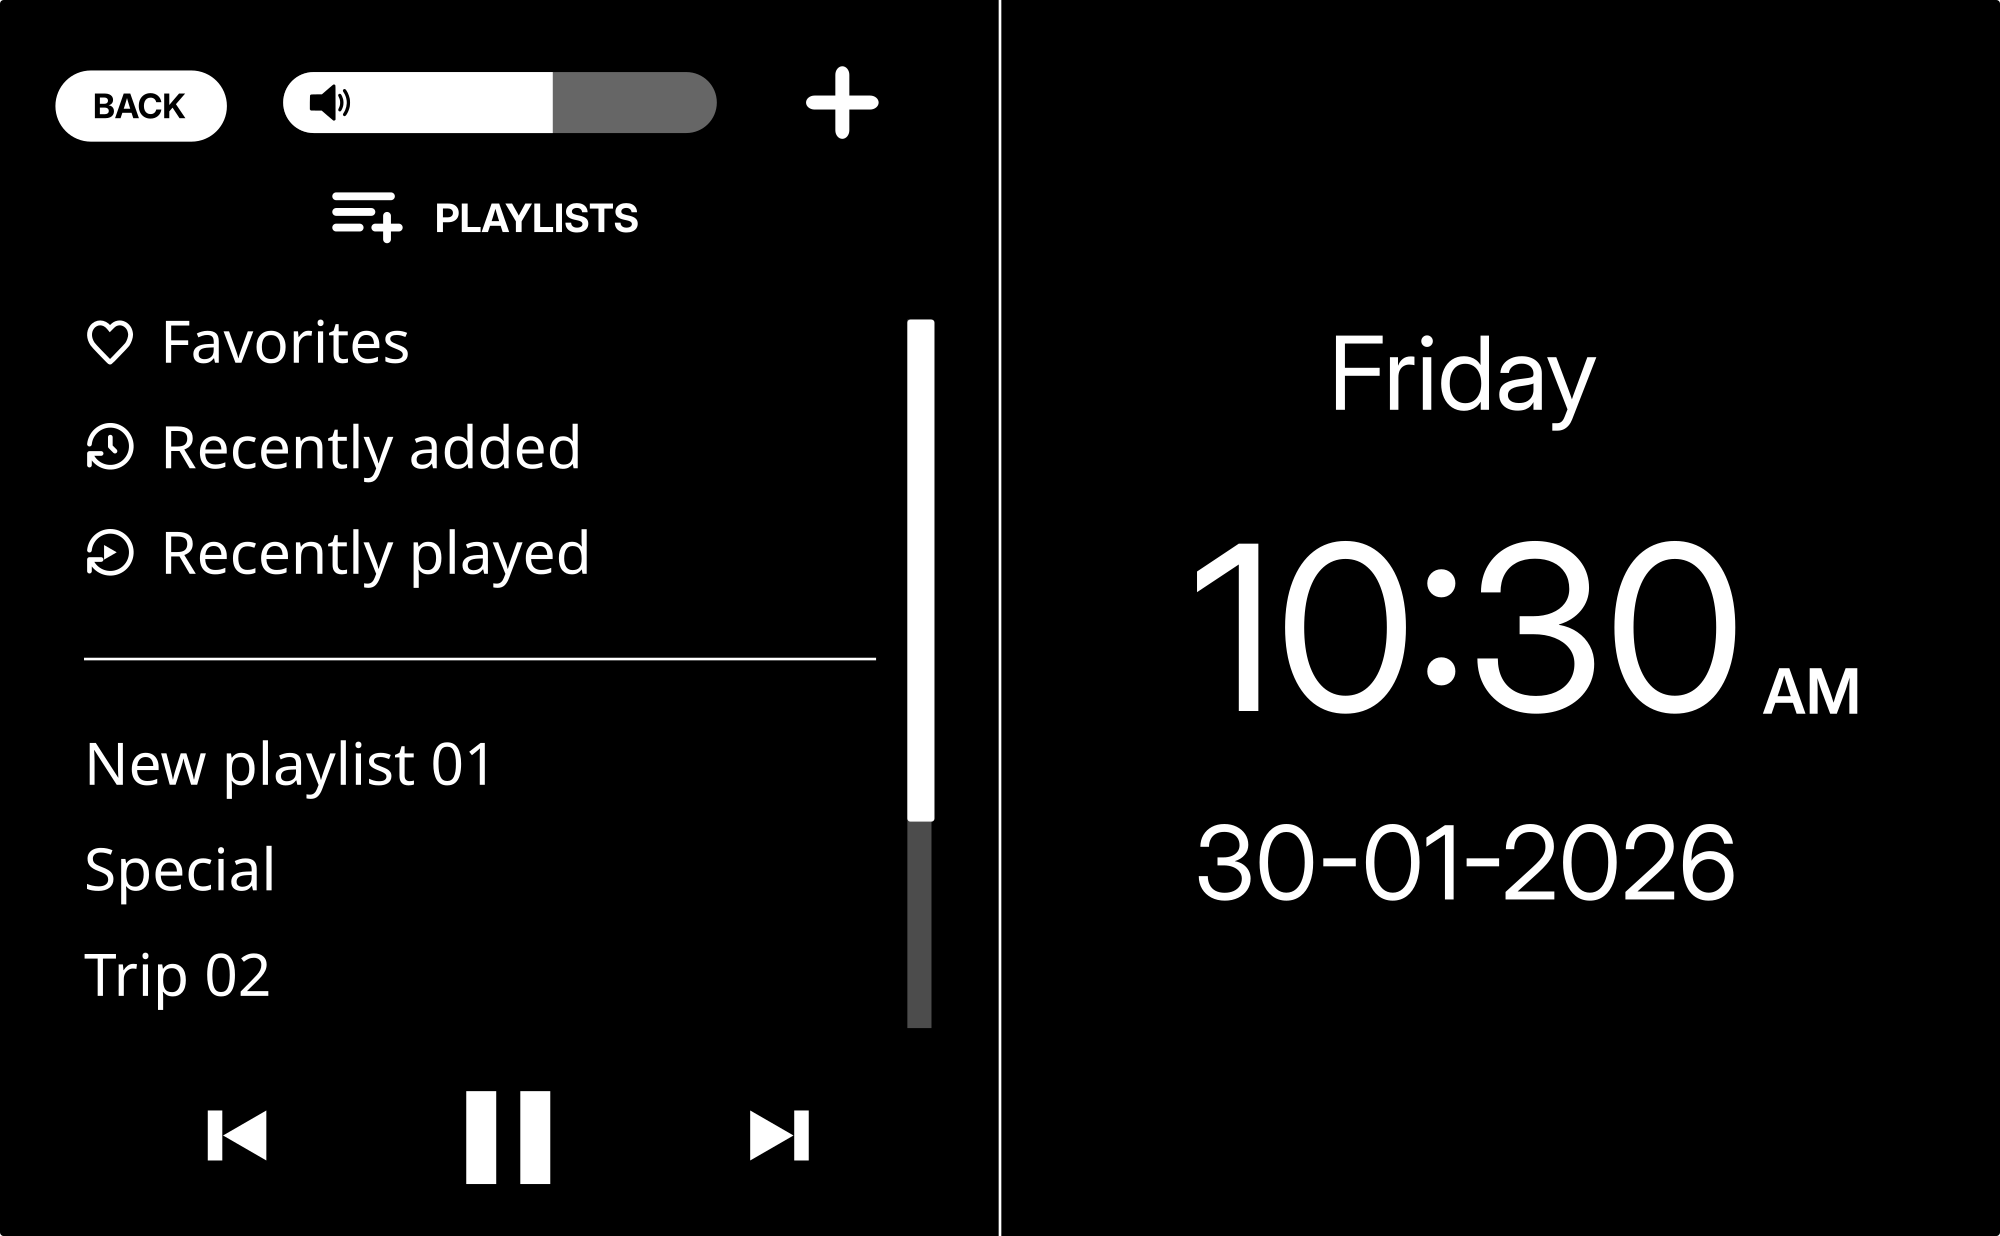 BACK
PLAYLISTS
Favorites
Recently added
Recently played
New playlist 01
Special
Trip 02
Friday
10:30 AM
30-01-2026